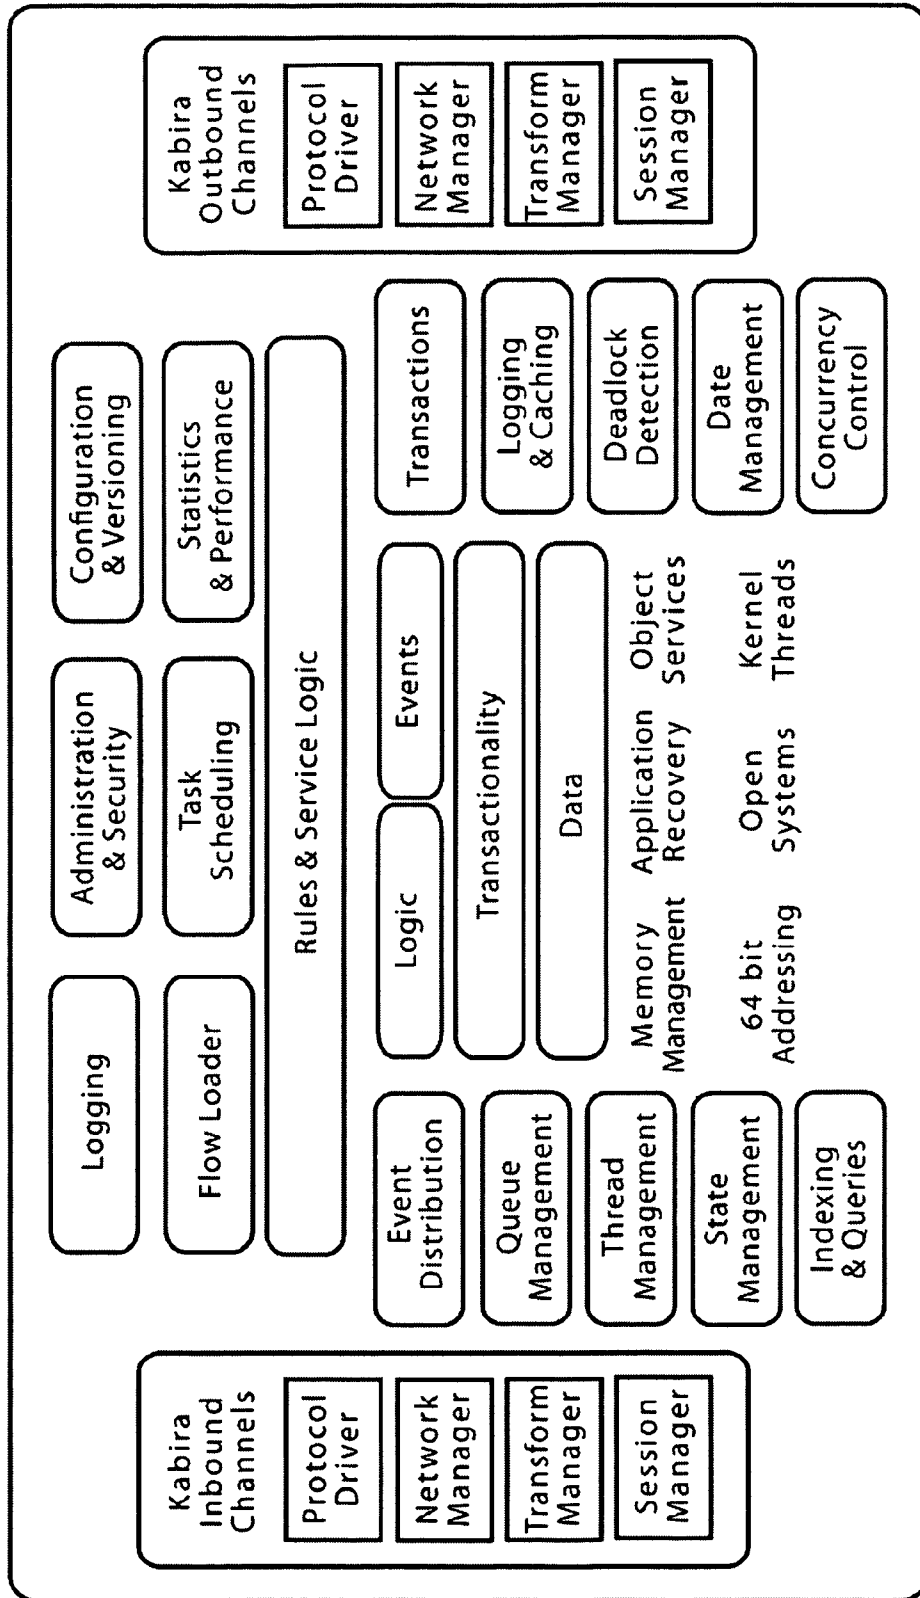 Kabira
Inbound
Channels
Protocol
Driver
Network
Manager
Transform
Manager
Session
Manager
Logging
Administration
& Security
Configuration
& Versioning
Flow Loader
Task
Scheduling
Statistics
& Performance
Rules & Service Logic
Event
Distribution
Queue
Management
Thread
Management
State
Management
Indexing
& Queries
Logic
Events
Transactionality
Data
Memory
Management
Application
Recovery
Object
Services
64 bit
Addressing
Open
Systems
Kernel
Threads
Transactions
Logging
& Caching
Deadlock
Detection
Date
Management
Concurrency
Control
Kabira
Outbound
Channels
Protocol
Driver
Network
Manager
Transform
Manager
Session
Manager